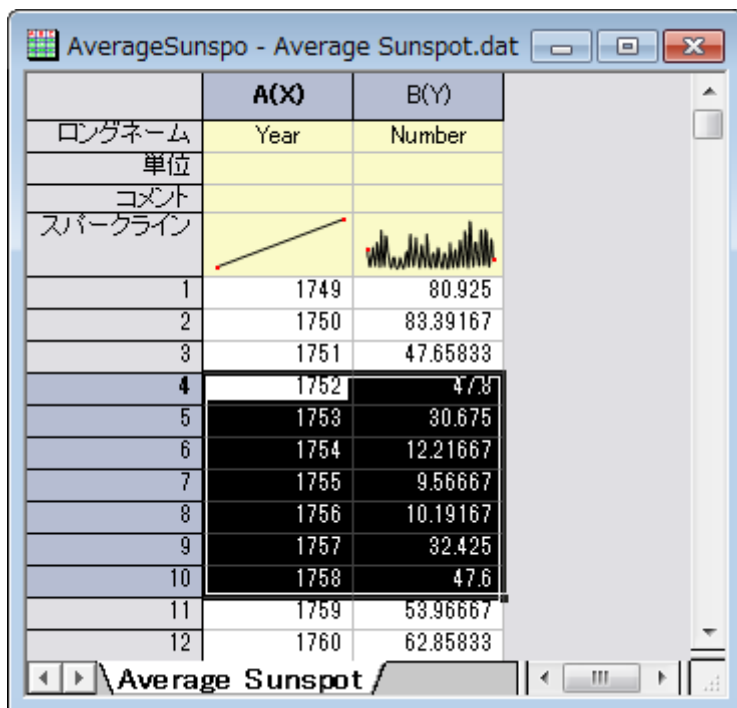 AverageSunspo - Average Sunspot.dat
A(X) B(Y)
ロングネーム Year Number
単位
コメント
スパークライン
1 1749 80.925
2 1750 83.39167
3 1751 47.65833
4 1752 47.8
5 1753 30.675
6 1754 12.21667
7 1755 9.56667
8 1756 10.19167
9 1757 32.425
10 1758 47.6
11 1759 53.96667
12 1760 62.85833
Average Sunspot